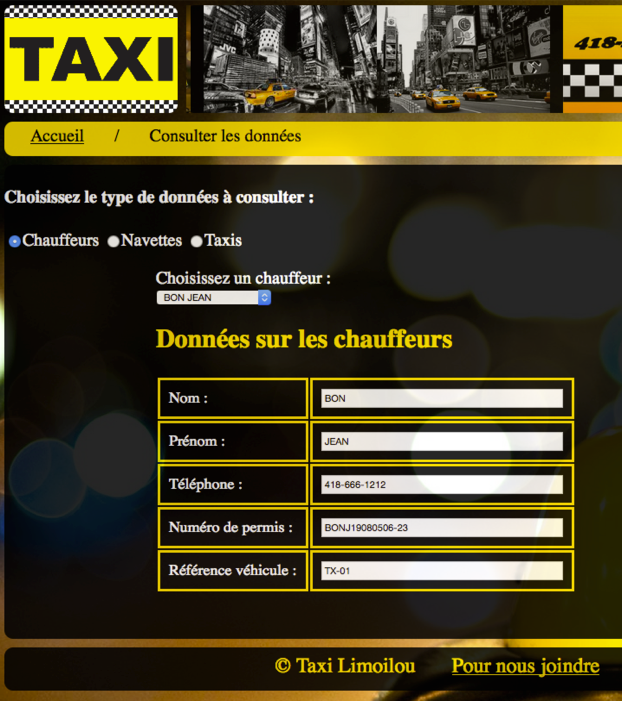 TAXI
JVC
418-
Accueil / Consulter les données
Choisissez le type de données à consulter :
Chauffeurs Navettes Taxis
Choisissez un chauffeur :
BON JEAN
Données sur les chauffeurs
Nom : BON
Prénom : JEAN
Téléphone : 418-666-1212
Numéro de permis : BONJ19080506-23
Référence véhicule : TX-01
© Taxi Limoilou Pour nous joindre